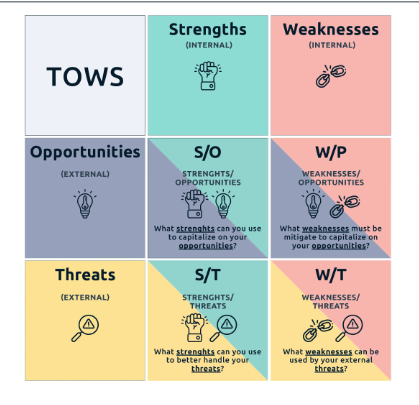 TOWS
Strengths
(INTERNAL)
Weaknesses
(INTERNAL)
Opportunities
(EXTERNAL)
S/O
STRENGHTS/
OPPORTUNITIES
What strenghts can you use
to capitalize on your
opportunities?
W/P
WEAKNESSES/
OPPORTUNITIES
What weaknesses must be
mitigate to capitalize on
your opportunities?
Threats
(EXTERNAL)
S/T
STRENGHTS/
THREATS
What strenghts can you use
to better handle your
threats?
W/T
WEAKNESSES/
THREATS
What weaknesses can be
used by your external
threats?